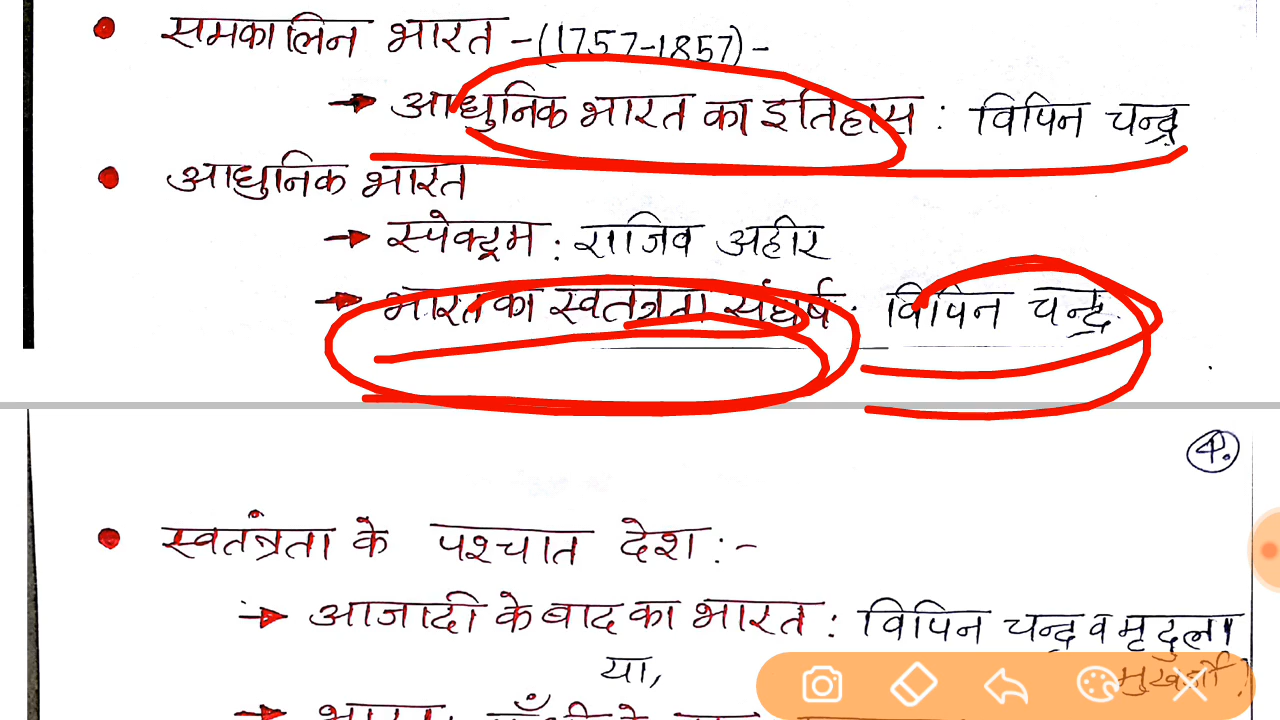 समकालिन भारत -(1757-1857)-
→ आधुनिक भारत का इतिहास : विपिन चन्द्र
आधुनिक भारत
→ स्पेक्ट्रम : राजिव अहीर
→ भारत का स्वतंत्रता संघर्ष : विपिन चन्द्र
4.
स्वतंत्रता के पश्चात देश :-
→ आजादी के बाद का भारत : विपिन चन्द्र व मृदुला
मुखर्जी
या,
→ भारत :